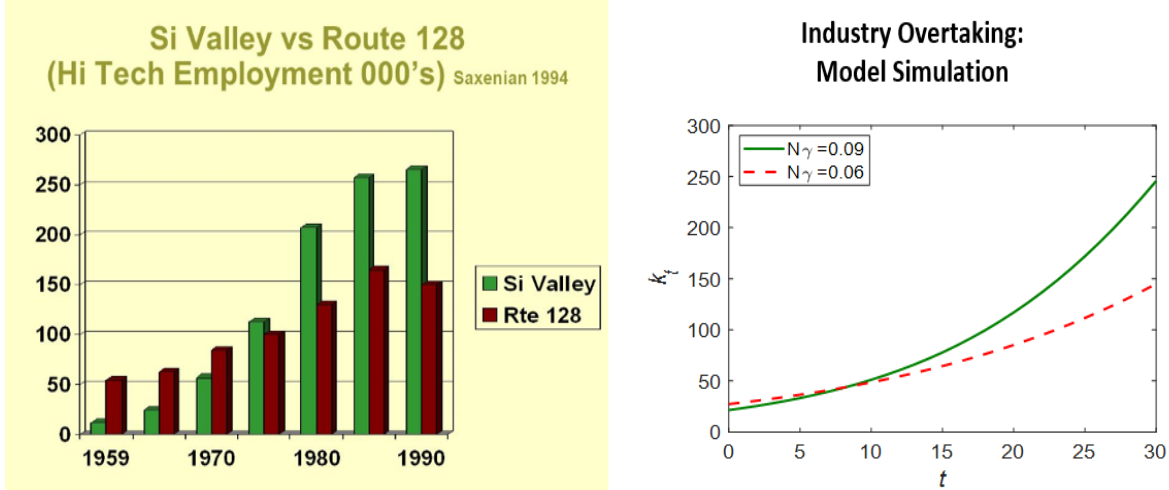 Si Valley vs Route 128
(Hi Tech Employment 000's) Saxenian 1994
300
250
200
150
100
50
0
1959
1970
1980
1990
Si Valley
Rte 128
Industry Overtaking:
Model Simulation
300
250
200
150
100
50
0
k_t
Nγ=0.09
Nγ=0.06
0
5
10
15
20
25
30
t